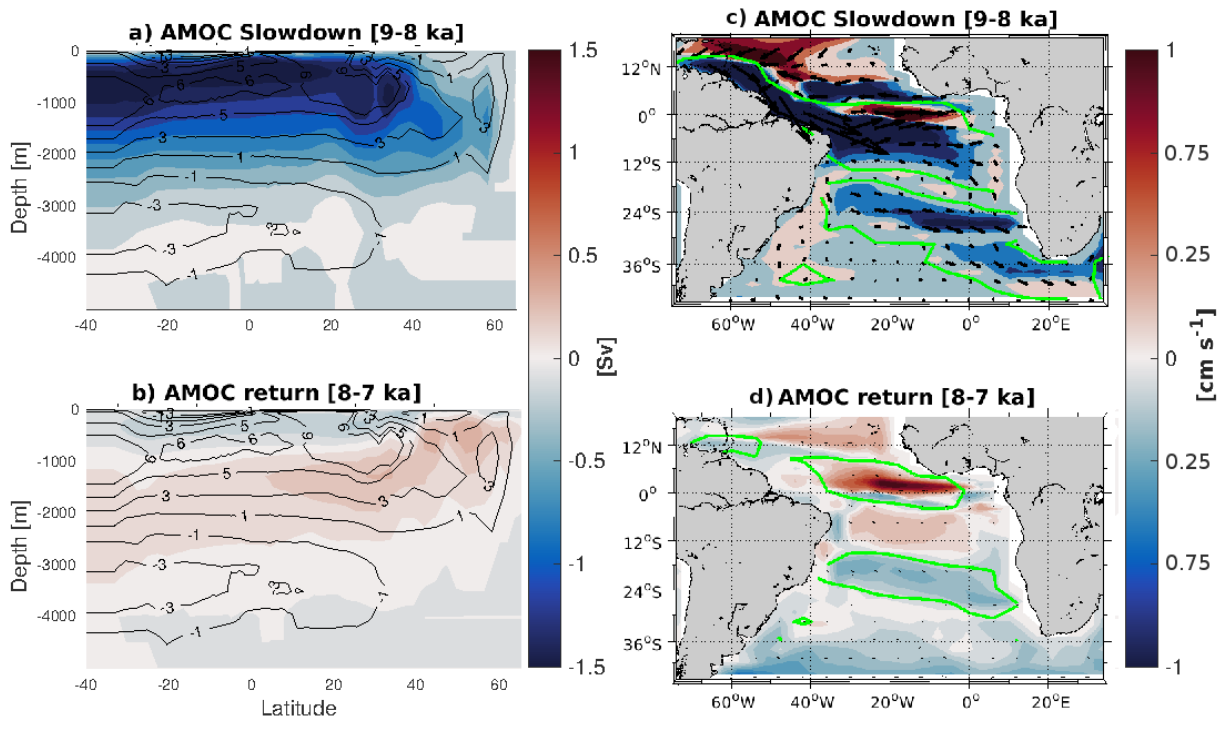 a) AMOC Slowdown [9-8 ka]
0
-1000
-2000
-3000
-4000
Depth [m]
-40
-20
0
20
40
60
1.5
1
0.5
0
-0.5
-1
-1.5
[Sv]
b) AMOC return [8-7 ka]
0
-1000
-2000
-3000
-4000
Depth [m]
-40
-20
0
20
40
60
Latitude
c) AMOC Slowdown [9-8 ka]
12°N
0°
12°S
24°S
36°S
60°W
40°W
20°W
0°
20°E
d) AMOC return [8-7 ka]
12°N
0°
12°S
24°S
36°S
60°W
40°W
20°W
0°
20°E
1
0.75
0.25
0
0.25
0.75
-1
[cm s-1]